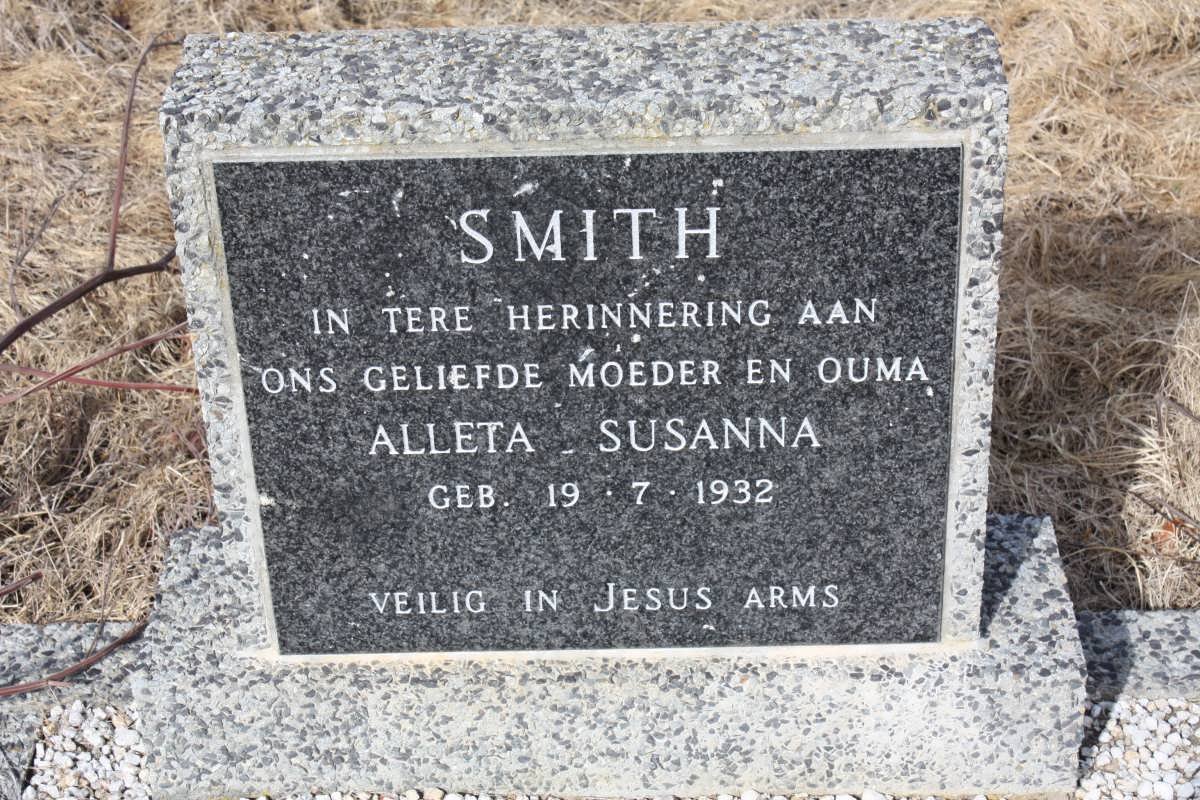 SMITH
IN TERE HERINNERING AAN
ONS GELIEFDE MOEDER EN OUMA
ALLETA SUSANNA
GEB. 19 · 7 · 1932
VEILIG IN JESUS ARMS